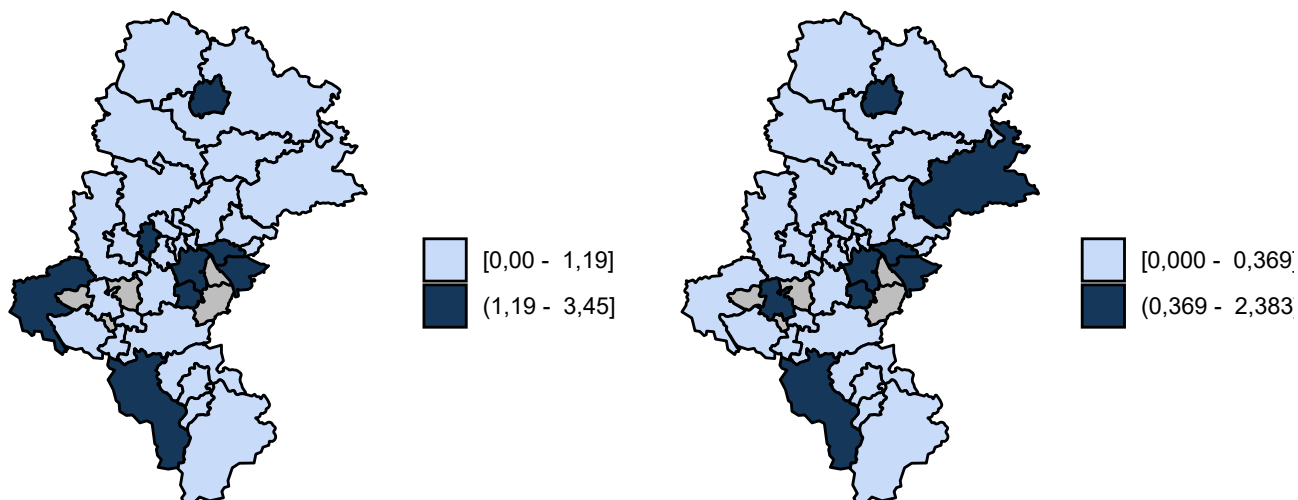 [0,00 - 1,19]
(1,19 - 3,45]
[0,000 - 0,369]
(0,369 - 2,383]